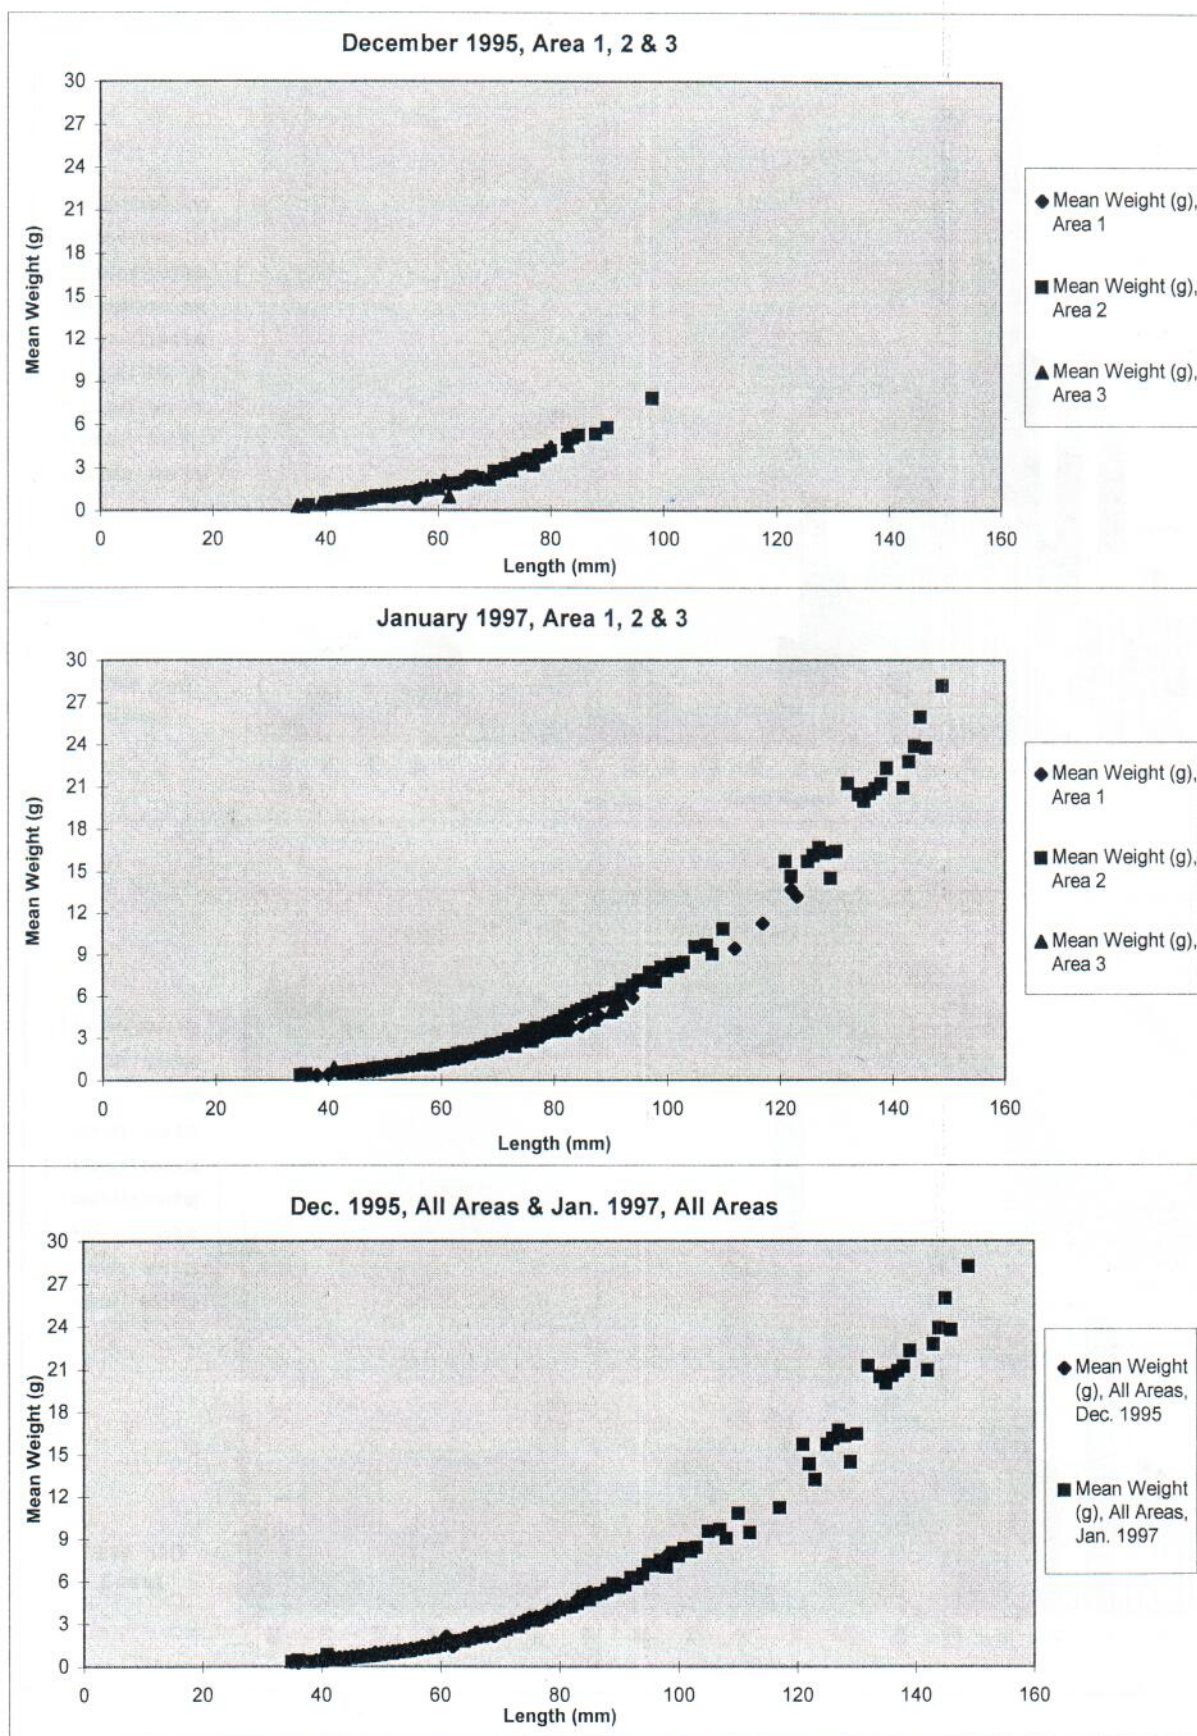 December 1995, Area 1, 2 & 3
30
27
24
21
18
15
12
9
6
3
0
Mean Weight (g)
0 20 40 60 80 100 120 140 160
Length (mm)
Mean Weight (g),
Area 1
Mean Weight (g),
Area 2
Mean Weight (g),
Area 3
January 1997, Area 1, 2 & 3
30
27
24
21
18
15
12
9
6
3
0
Mean Weight (g)
0 20 40 60 80 100 120 140 160
Length (mm)
Mean Weight (g),
Area 1
Mean Weight (g),
Area 2
Mean Weight (g),
Area 3
Dec. 1995, All Areas & Jan. 1997, All Areas
30
27
24
21
18
15
12
9
6
3
0
Mean Weight (g)
0 20 40 60 80 100 120 140 160
Length (mm)
Mean Weight
(g), All Areas,
Dec. 1995
Mean Weight
(g), All Areas,
Jan. 1997